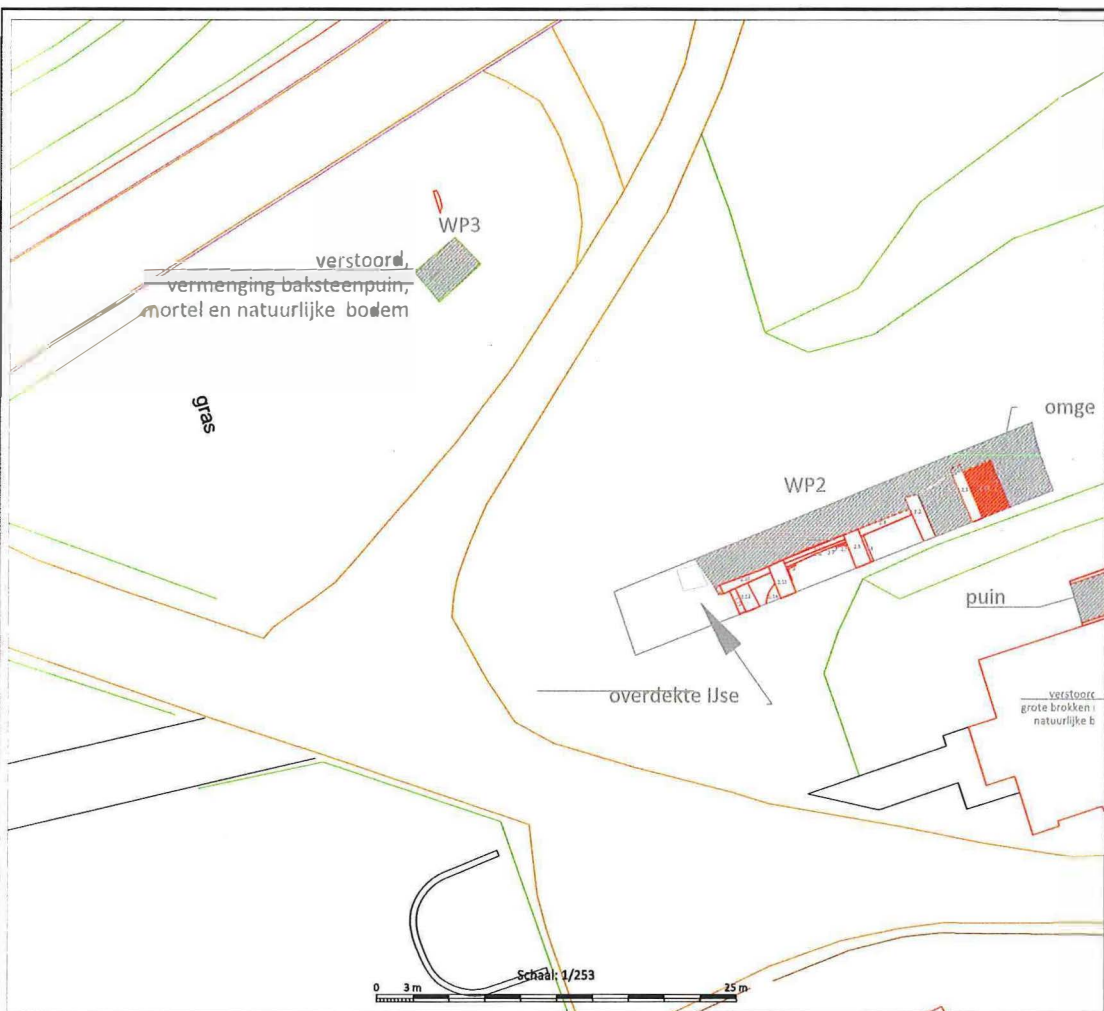 WP3
verstoord,
vermenging baksteenpuin,
mortel en natuurlijke bodem
gras
omge
WP2
puin
overdekte IJse
verstoord
grote brokken
natuurlijke b
Schaal: 1/253
0 3 m 25 m